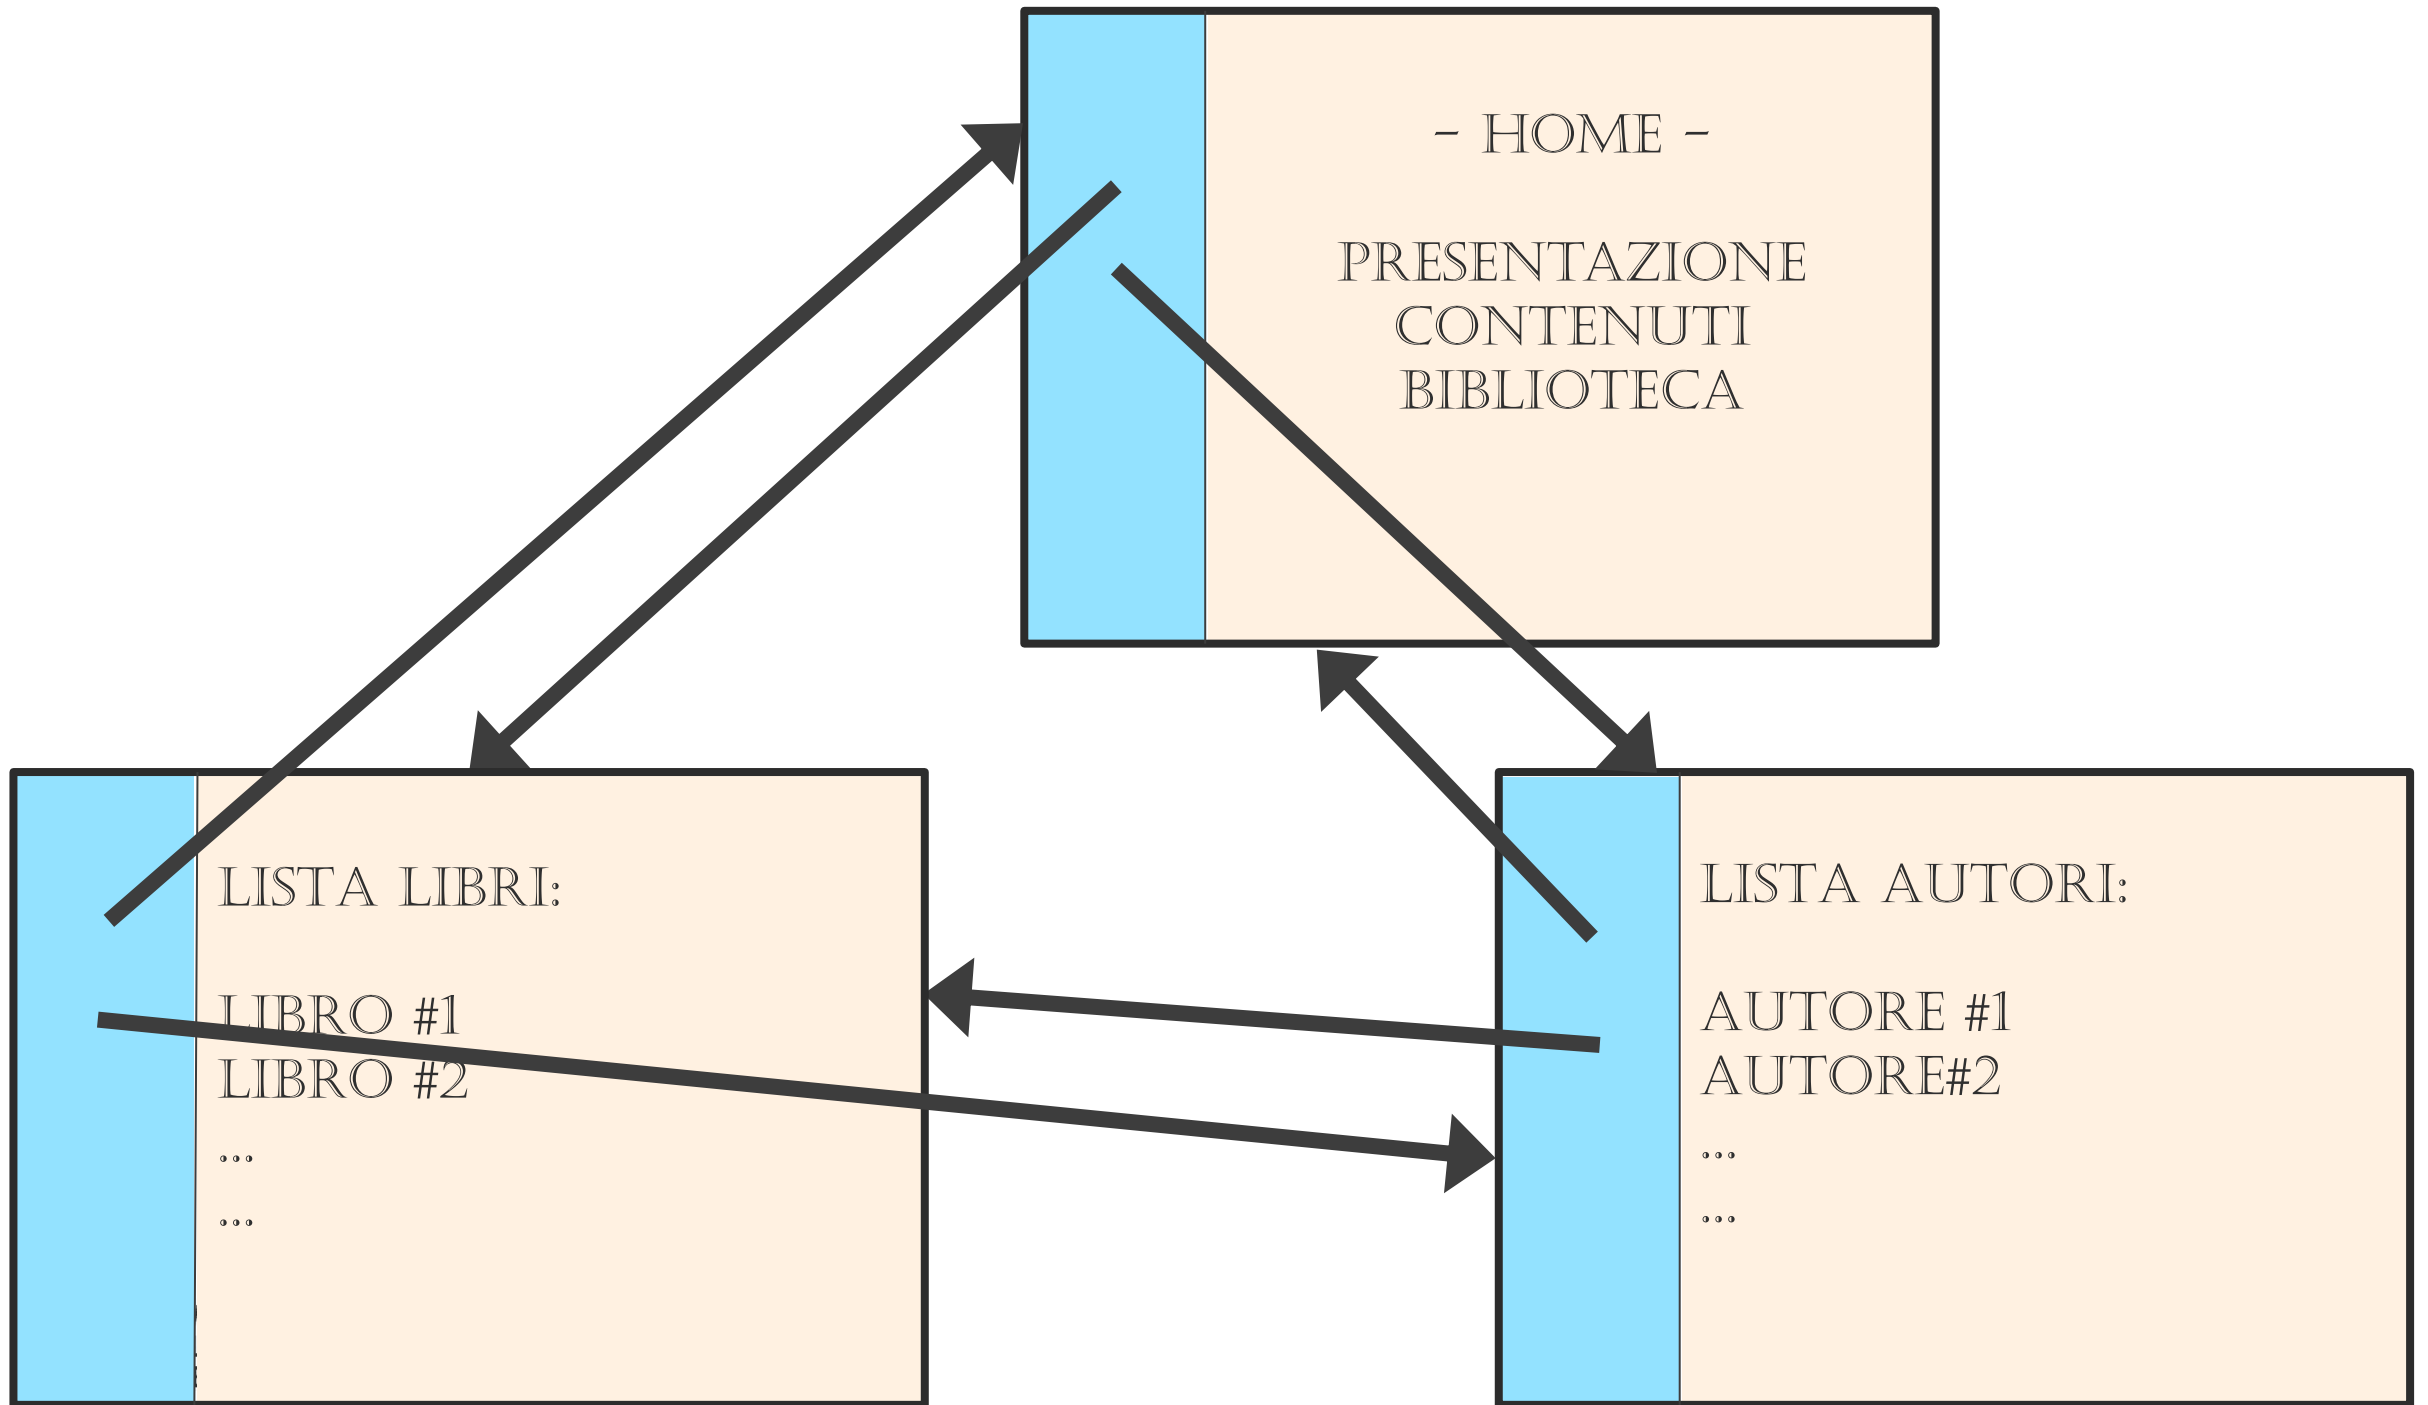 - HOME -
PRESENTAZIONE
CONTENUTI
BIBLIOTECA
LISTA LIBRI:
LIBRO #1
LIBRO #2
...
...
LISTA AUTORI:
AUTORE #1
AUTORE#2
...
...